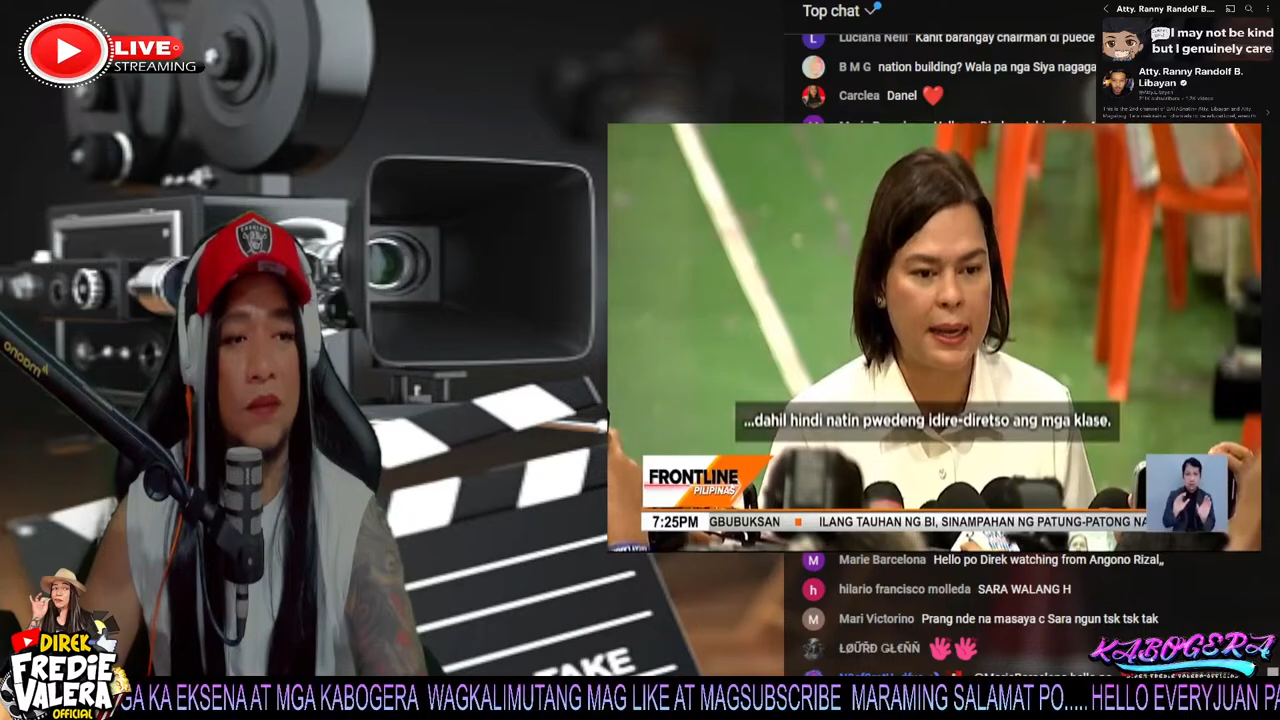 LIVE
STREAMING
Top chat
Luciana Neill Kahit barangay chairman di puede
B M G nation building? Wala pa nga Siya nagaga
Carclea Danel
Atty. Ranny Randolf B....
I may not be kind
but I genuinely care.
Atty. Ranny Randolf B.
Libayan
maono
...dahil hindi natin pwedeng idire-diretso ang mga klase.
FRONTLINE
PILIPINAS
7:25PM GBUBUKSAN ILANG TAUHAN NG BI, SINAMPAHAN NG PATUNG-PATONG NA
Marie Barcelona Hello po Direk watching from Angono Rizal,,
hilario francisco molleda SARA WALANG H
Mari Victorino Prang nde na masaya c Sara ngun tsk tsk tak
ŁØŰŘĐ GŁ€ŇŇ
KABOGERA
TAKE
DIREK
FREDIE
VALERA
OFFICIAL
GA KA EKSENA AT MGA KABOGERA WAGKALIMUTANG MAG LIKE AT MAGSUBSCRIBE MARAMING SALAMAT PO..... HELLO EVERYJUAN PA